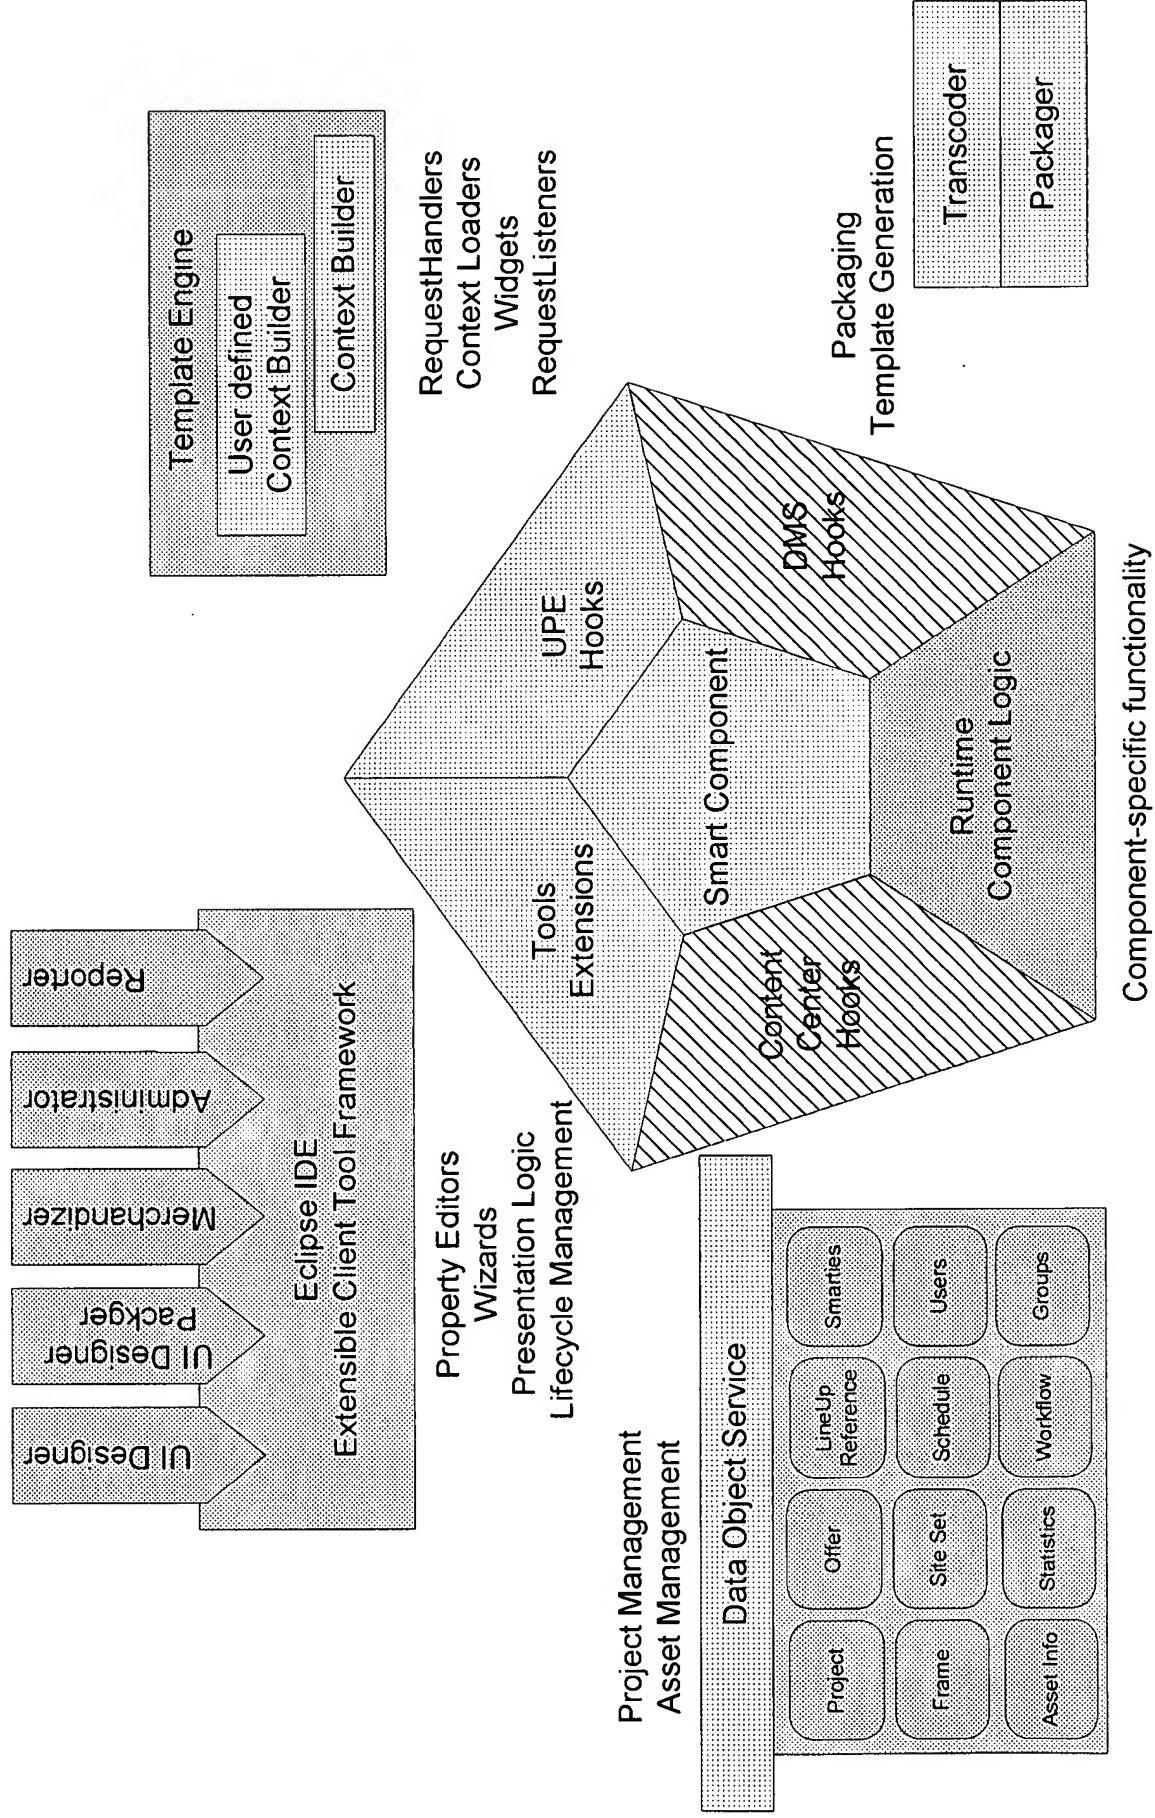 UI Designer
UI Designer
Packger
Merchandizer
Administrator
Reporter
Eclipse IDE
Extensible Client Tool Framework
Template Engine
User defined
Context Builder
Context Builder
Property Editors
Wizards
Presentation Logic
Lifecycle Management
RequestHandlers
Context Loaders
Widgets
RequestListeners
Tools
Extensions
UPE
Hooks
Project Management
Asset Management
Smart Component
Content
Center
Hooks
DMS
Hooks
Packaging
Template Generation
Data Object Service
Project
Offer
LineUp
Reference
Smarties
Frame
Site Set
Schedule
Users
Asset Info
Statistics
Workflow
Groups
Runtime
Component Logic
Transcoder
Packager
Component-specific functionality